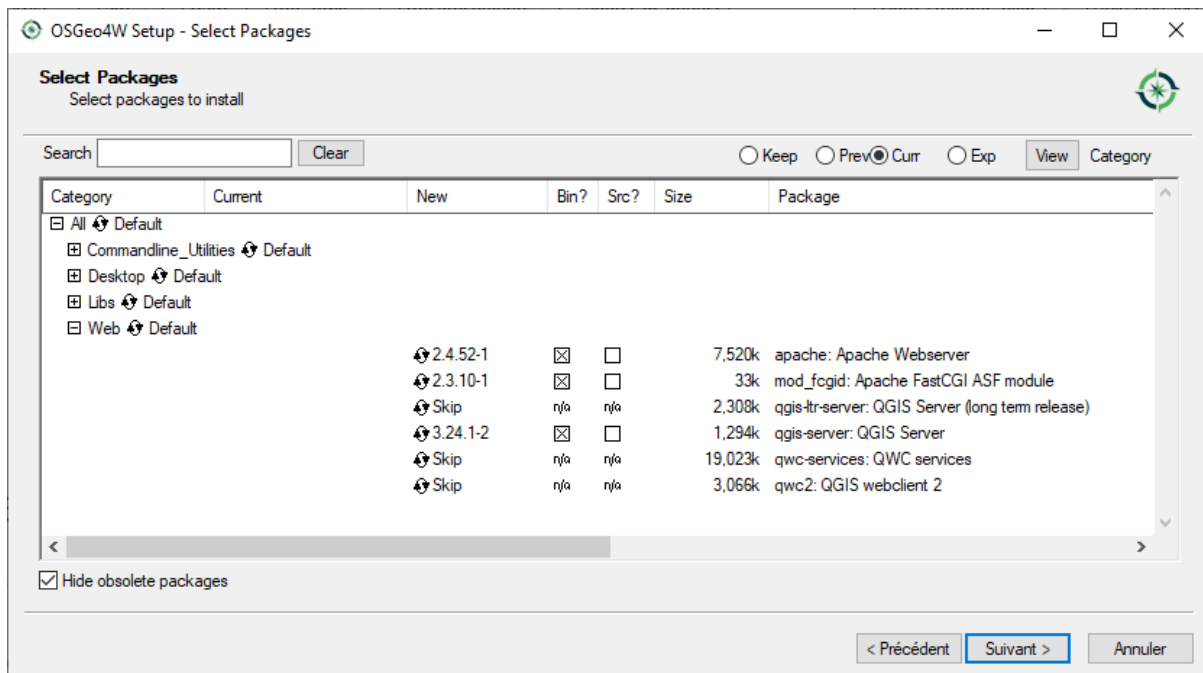 OSGeo4W Setup - Select Packages
Select Packages
Select packages to install
Search Clear Keep Prev Curr Exp View Category
Category Current New Bin? Src? Size Package
All Default
Commandline_Utilities Default
Desktop Default
Libs Default
Web Default
2.4.52-1 7,520k apache: Apache Webserver
2.3.10-1 33k mod_fcgid: Apache FastCGI ASF module
Skip n/a n/a 2,308k qgis-ltr-server: QGIS Server (long term release)
3.24.1-2 1,294k qgis-server: QGIS Server
Skip n/a n/a 19,023k qwc-services: QWC services
Skip n/a n/a 3,066k qwc2: QGIS webclient 2
Hide obsolete packages
< Précédent Suivant > Annuler